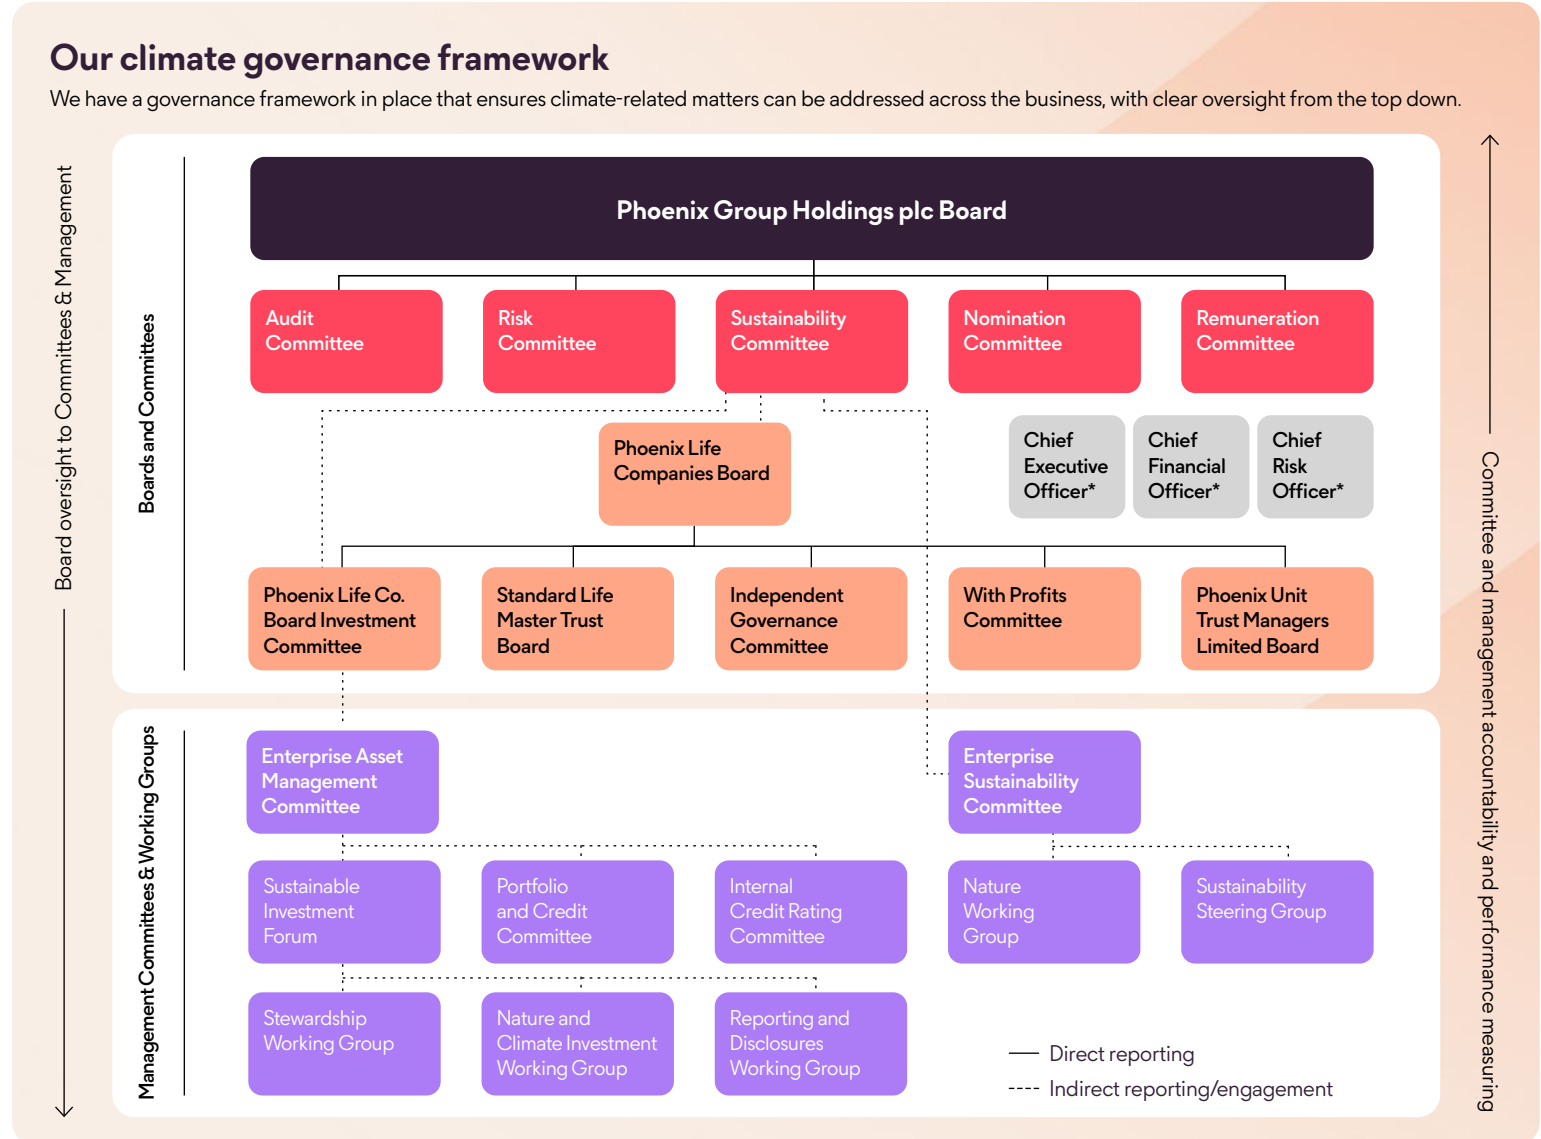 Our climate governance framework
We have a governance framework in place that ensures climate-related matters can be addressed across the business, with clear oversight from the top down.
Board oversight to Committees & Management
Boards and Committees
Phoenix Group Holdings plc Board
Audit
Committee
Risk
Committee
Sustainability
Committee
Nomination
Committee
Remuneration
Committee
Phoenix Life
Companies Board
Chief
Executive
Officer*
Chief
Financial
Officer*
Chief
Risk
Officer*
Phoenix Life Co.
Board Investment
Committee
Standard Life
Master Trust
Board
Independent
Governance
Committee
With Profits
Committee
Phoenix Unit
Trust Managers
Limited Board
Committee and management accountability and performance measuring
Management Committees & Working Groups
Enterprise Asset
Management
Committee
Enterprise
Sustainability
Committee
Sustainable
Investment
Forum
Portfolio
and Credit
Committee
Internal
Credit Rating
Committee
Nature
Working
Group
Sustainability
Steering Group
Stewardship
Working Group
Nature and
Climate Investment
Working Group
Reporting and
Disclosures
Working Group
Direct reporting
Indirect reporting/engagement